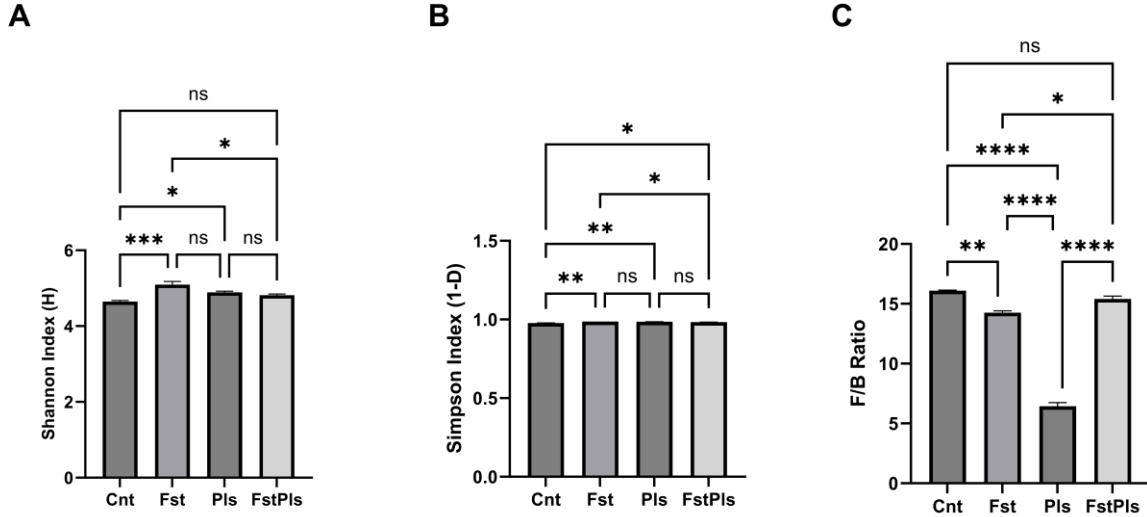 A
ns
*
*
***
ns
ns
Shannon Index (H)
6
4
2
0
Cnt
Fst
Pls
FstPls
B
*
*
**
**
ns
ns
Simpson Index (1-D)
1.5
1.0
0.5
0.0
Cnt
Fst
Pls
FstPls
C
ns
*
****
****
**
****
F/B Ratio
20
15
10
5
0
Cnt
Fst
Pls
FstPls